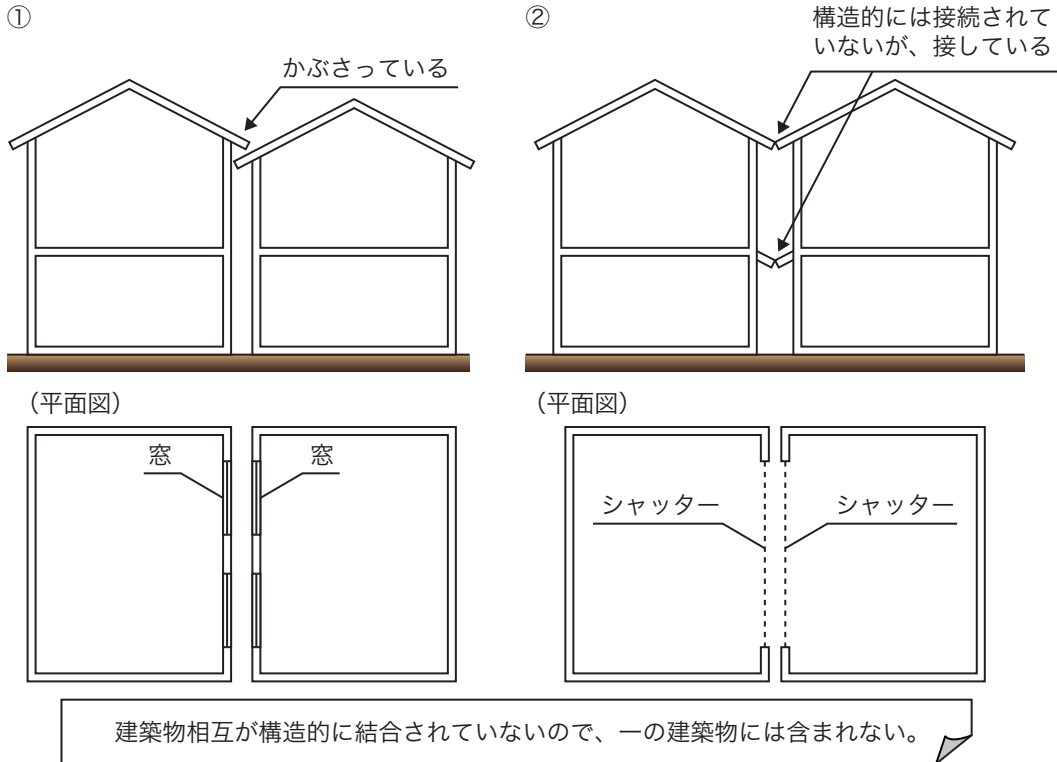 ①
かぶさっている
②
構造的には接続されて
いないが、接している
（平面図）
窓
窓
（平面図）
シャッター
シャッター
建築物相互が構造的に結合されていないので、一の建築物には含まれない。